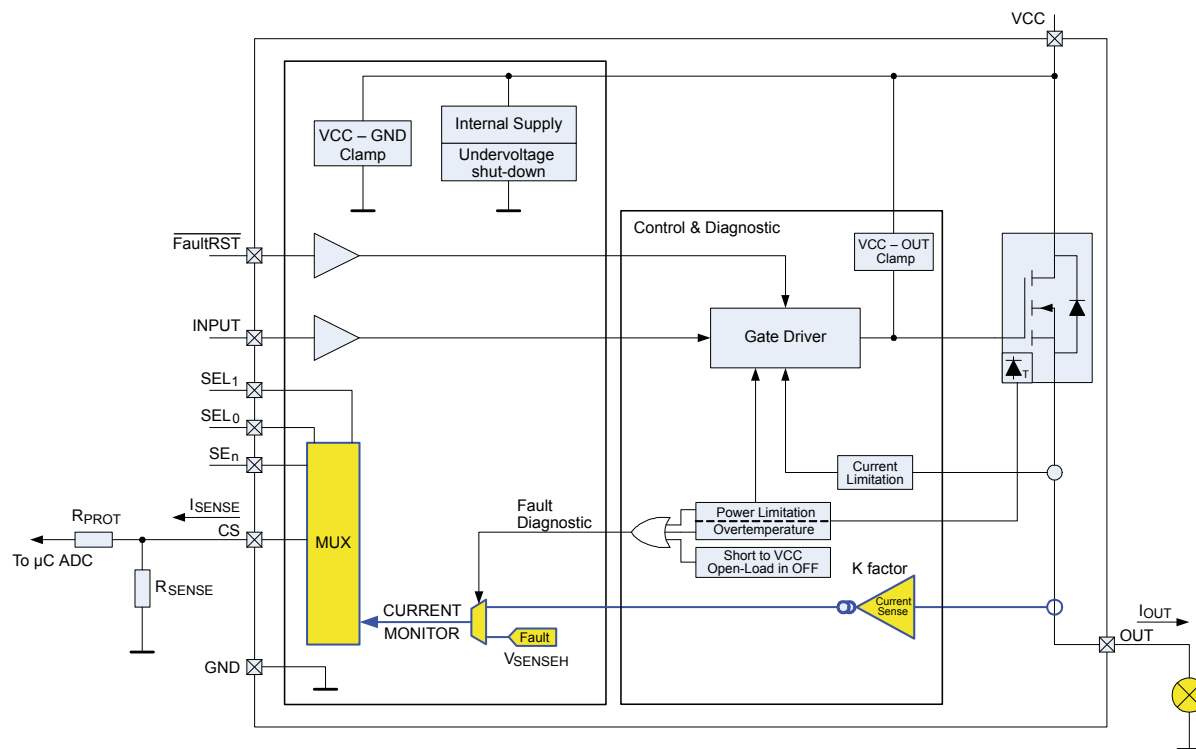 VCC
VCC – GND
Clamp
Internal Supply
Undervoltage
shut-down
FaultRST
Control & Diagnostic
VCC – OUT
Clamp
INPUT
Gate Driver
T
SEL1
SEL0
SEn
Current
Limitation
ISENSE
RPROT
CS
To µC ADC
MUX
Fault
Diagnostic
Power Limitation
Overtemperature
Short to VCC
Open-Load in OFF
RSENSE
K factor
Current
Sense
CURRENT
MONITOR
Fault
VSENSEH
IOUT
OUT
GND